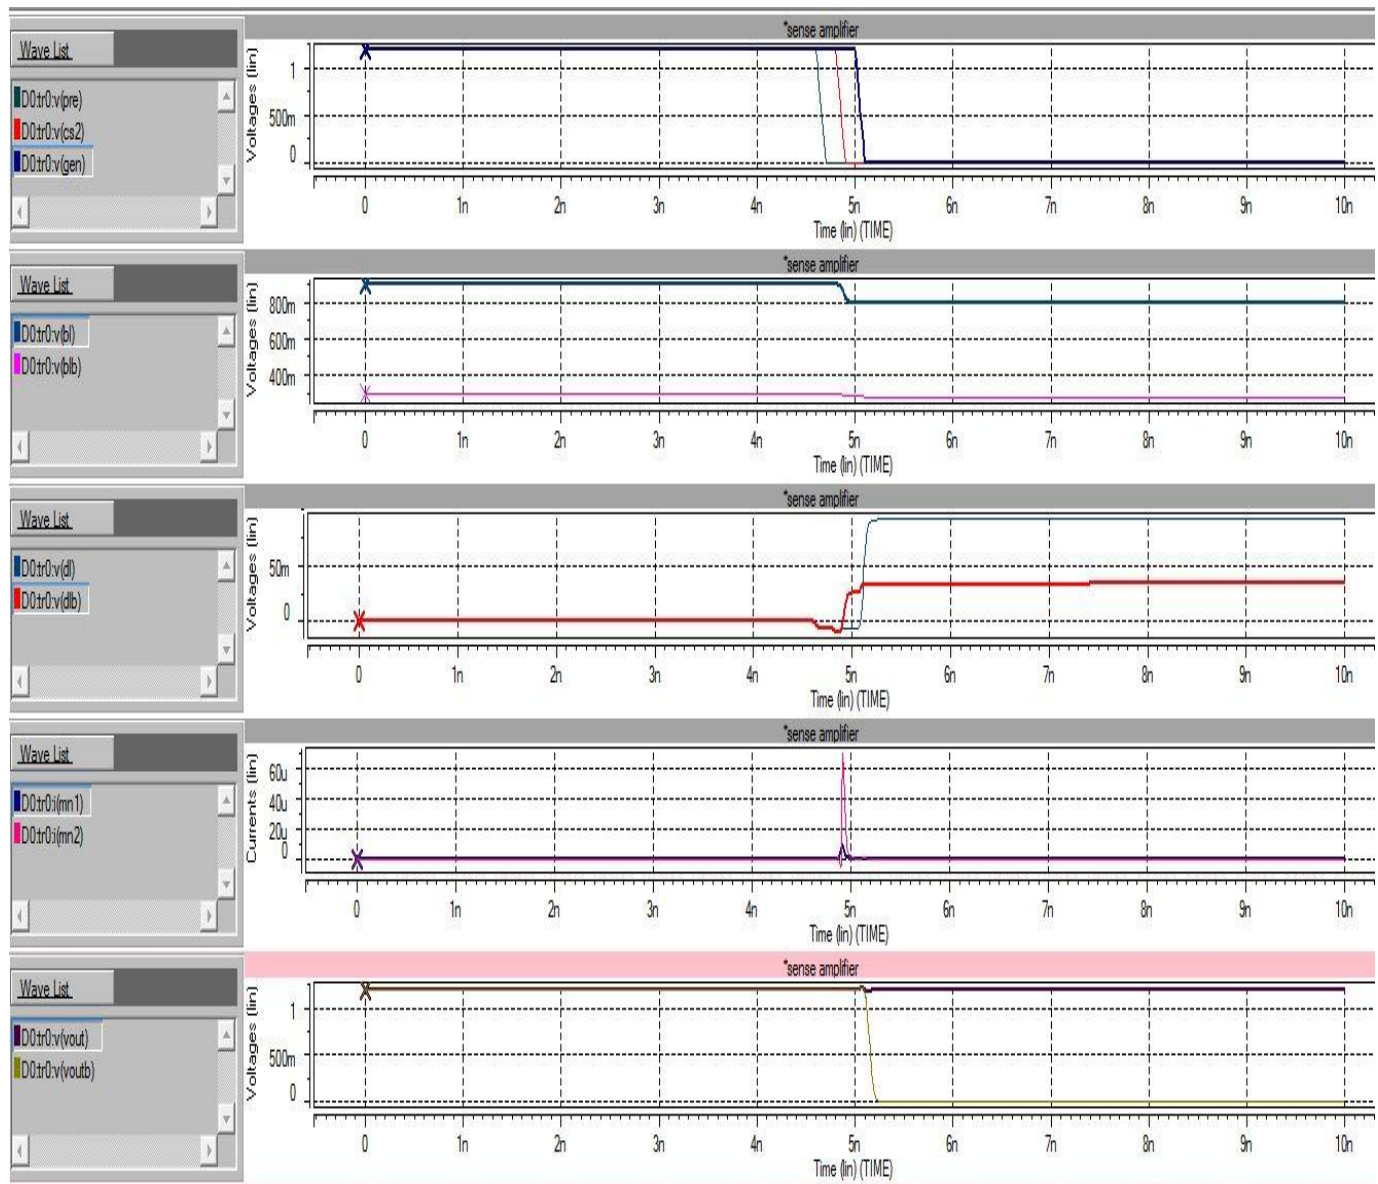 *sense amplifier
Wave List
D0:tr0:v(pre)
D0:tr0:v(cs2)
D0:tr0:v(gen)
Voltages (lin)
1
500m
0
0 1n 2n 3n 4n 5n 6n 7n 8n 9n 10n
Time (lin) (TIME)
*sense amplifier
Wave List
D0:tr0:v(bl)
D0:tr0:v(blb)
Voltages (lin)
800m
600m
400m
0 1n 2n 3n 4n 5n 6n 7n 8n 9n 10n
Time (lin) (TIME)
*sense amplifier
Wave List
D0:tr0:v(dl)
D0:tr0:v(dlb)
Voltages (lin)
50m
0
0 1n 2n 3n 4n 5n 6n 7n 8n 9n 10n
Time (lin) (TIME)
*sense amplifier
Wave List
D0:tr0:i(mn1)
D0:tr0:i(mn2)
Currents (lin)
60u
40u
20u
0
0 1n 2n 3n 4n 5n 6n 7n 8n 9n 10n
Time (lin) (TIME)
*sense amplifier
Wave List
D0:tr0:v(vout)
D0:tr0:v(voutb)
Voltages (lin)
1
500m
0
0 1n 2n 3n 4n 5n 6n 7n 8n 9n 10n
Time (lin) (TIME)